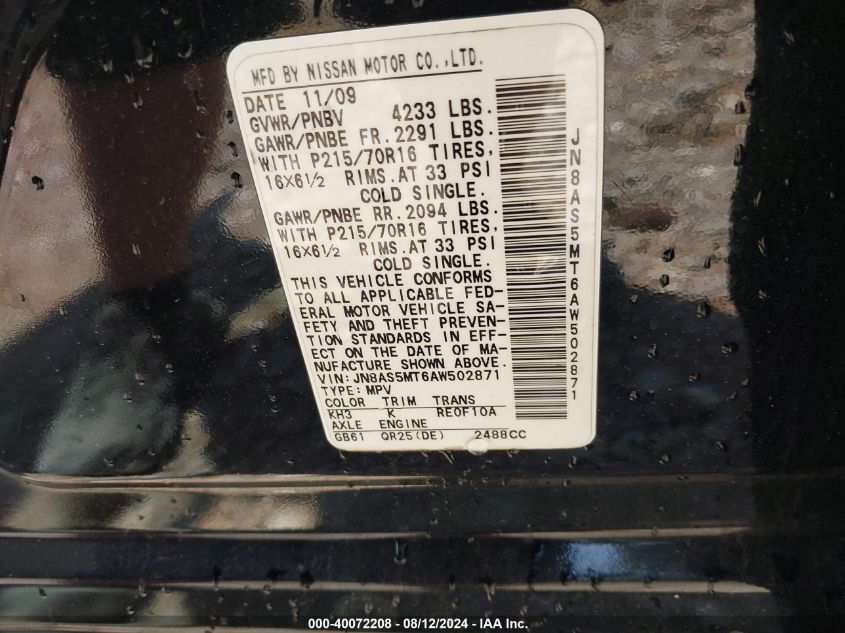 MFD BY NISSAN MOTOR CO.,LTD.
DATE 11/09
GVWR/PNBV 4233 LBS.
GAWR/PNBE FR. 2291 LBS.
WITH P215/70R16 TIRES,
16X6½ RIMS.AT 33 PSI
COLD SINGLE.
GAWR/PNBE RR. 2094 LBS.
WITH P215/70R16 TIRES,
16X6½ RIMS.AT 33 PSI
COLD SINGLE.
THIS VEHICLE CONFORMS
TO ALL APPLICABLE FED-
ERAL MOTOR VEHICLE SA-
FETY AND THEFT PREVEN-
TION STANDARDS IN EFF-
ECT ON THE DATE OF MA-
NUFACTURE SHOWN ABOVE.
VIN:JN8AS5MT6AW502871
TYPE:MPV
COLOR TRIM TRANS
KH3 K RE0F10A
AXLE ENGINE
GB61 QR25(DE) 2488CC
JN8AS5MT6AW502871
000-40072208 - 08/12/2024 - IAA Inc.